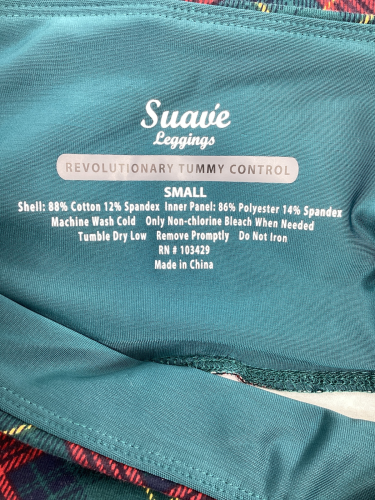 Suavé
Leggings
REVOLUTIONARY TUMMY CONTROL
SMALL
Shell: 88% Cotton 12% Spandex Inner Panel: 86% Polyester 14% Spandex
Machine Wash Cold Only Non-chlorine Bleach When Needed
Tumble Dry Low Remove Promptly Do Not Iron
RN # 103429
Made in China